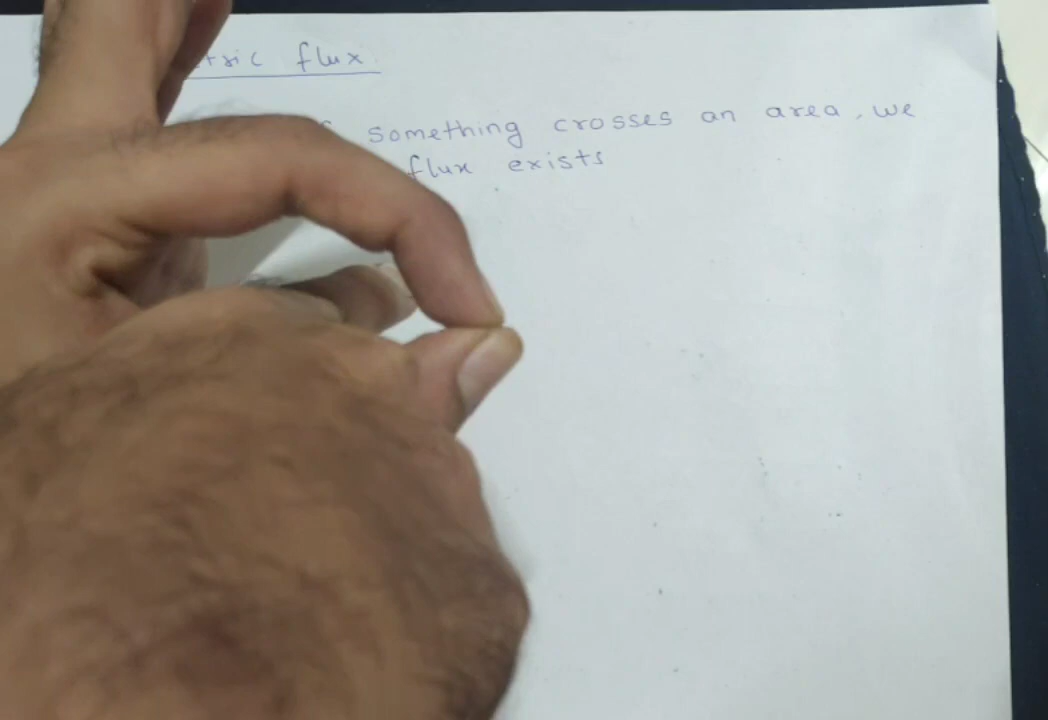 flux.
something crosses an area, we
flux exists